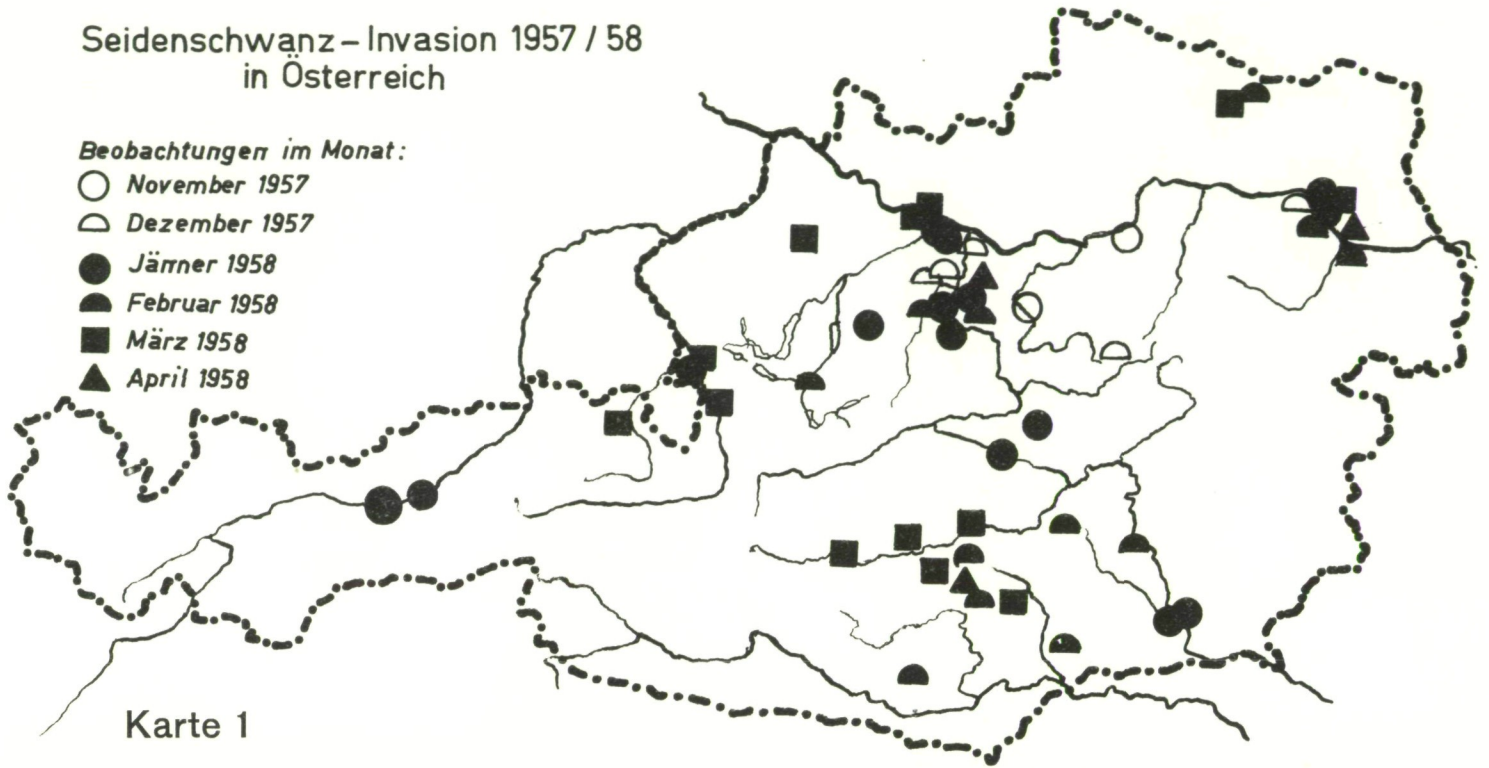 Seidenschwanz – Invasion 1957 / 58
in Österreich
Beobachtungen im Monat:
November 1957
Dezember 1957
Jänner 1958
Februar 1958
März 1958
April 1958
Karte 1